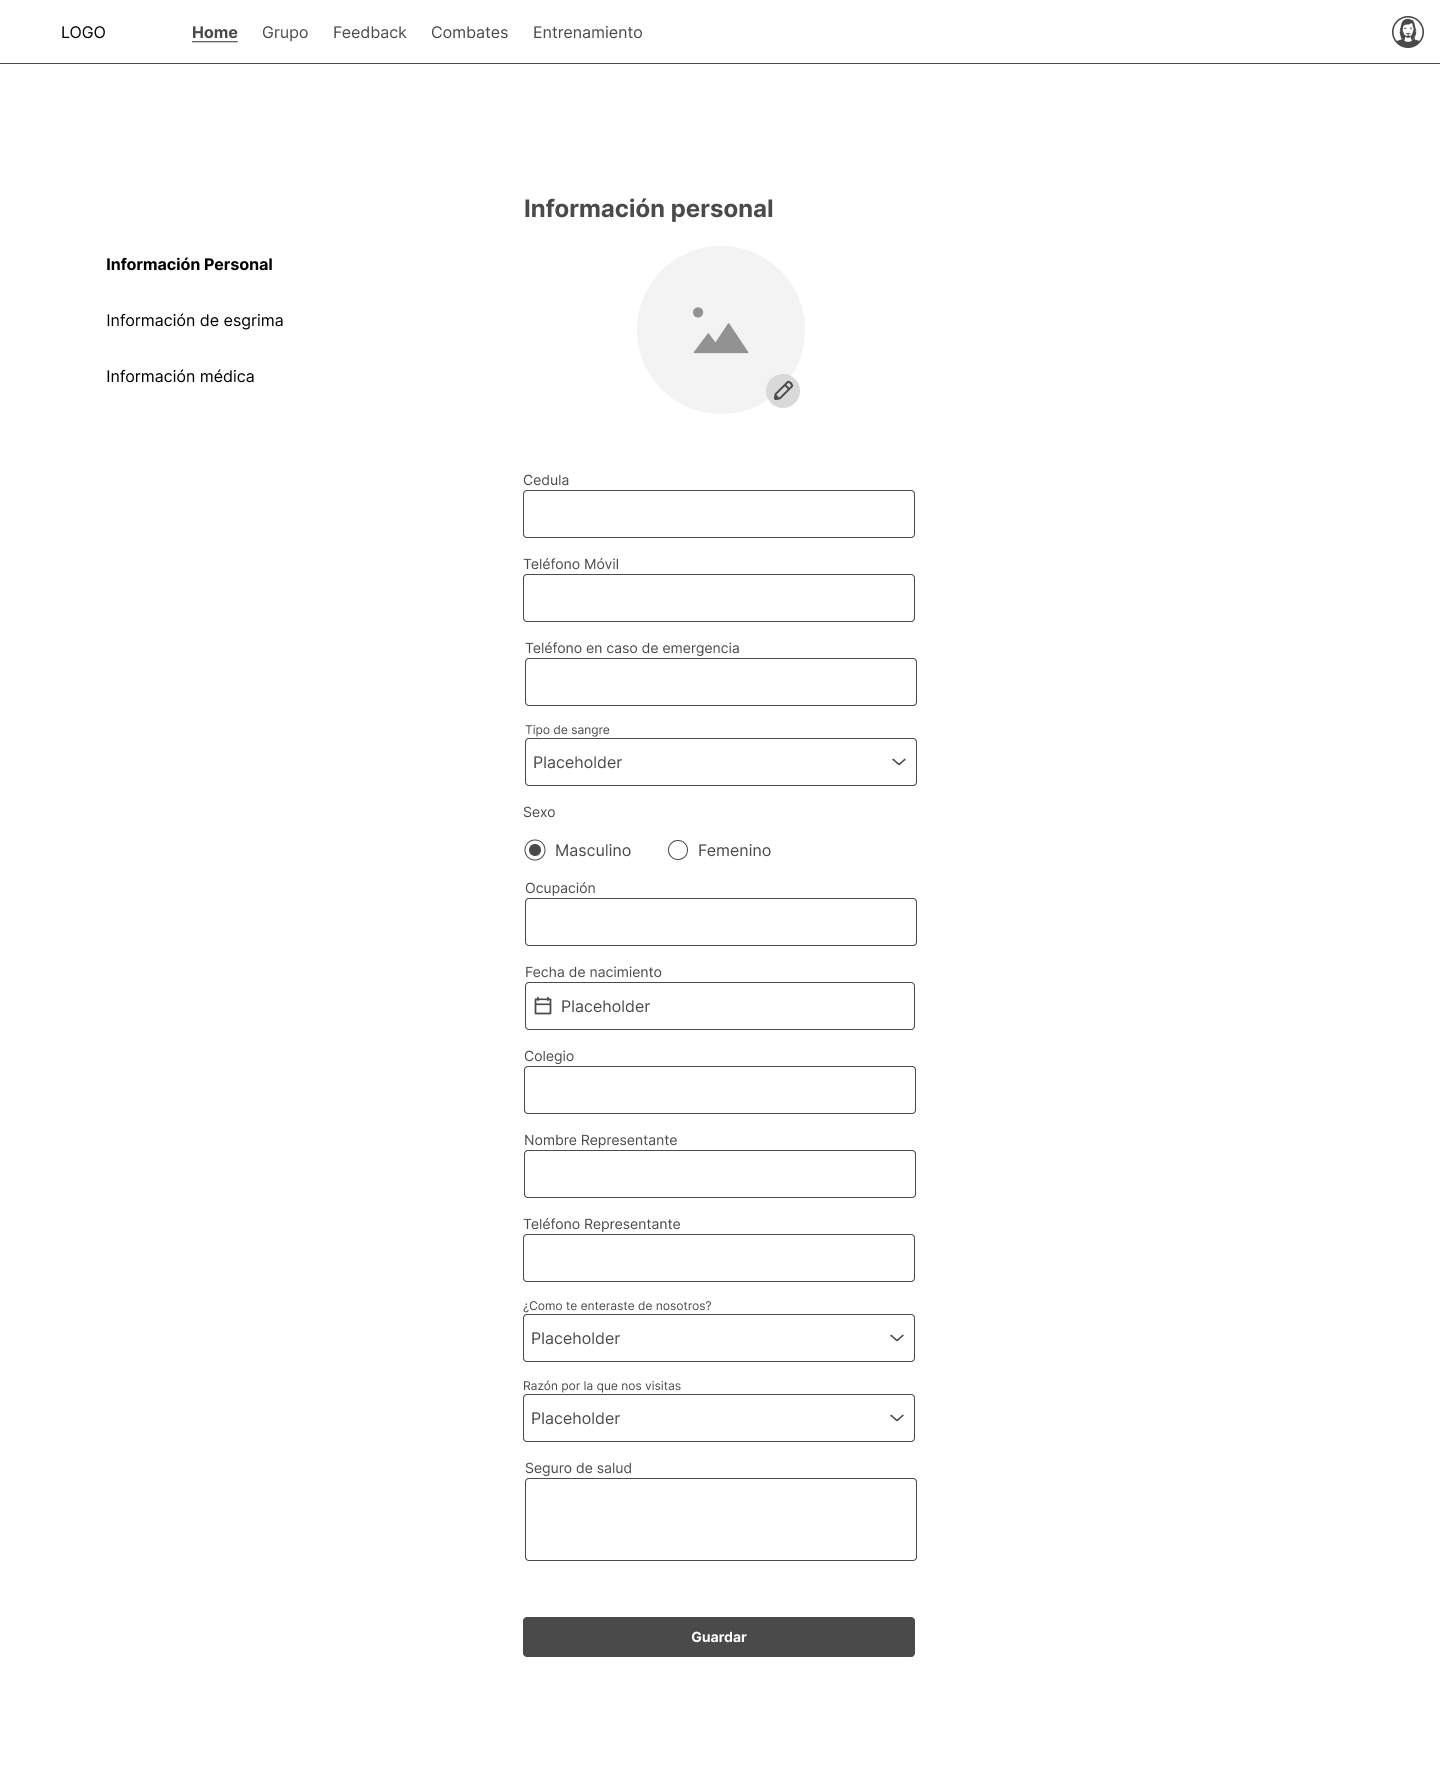 LOGO Home Grupo Feedback Combates Entrenamiento
Información personal
Información Personal
Información de esgrima
Información médica
Cedula
Teléfono Móvil
Teléfono en caso de emergencia
Tipo de sangre
Placeholder
Sexo
Masculino Femenino
Ocupación
Fecha de nacimiento
Placeholder
Colegio
Nombre Representante
Teléfono Representante
¿Como te enteraste de nosotros?
Placeholder
Razón por la que nos visitas
Placeholder
Seguro de salud
Guardar